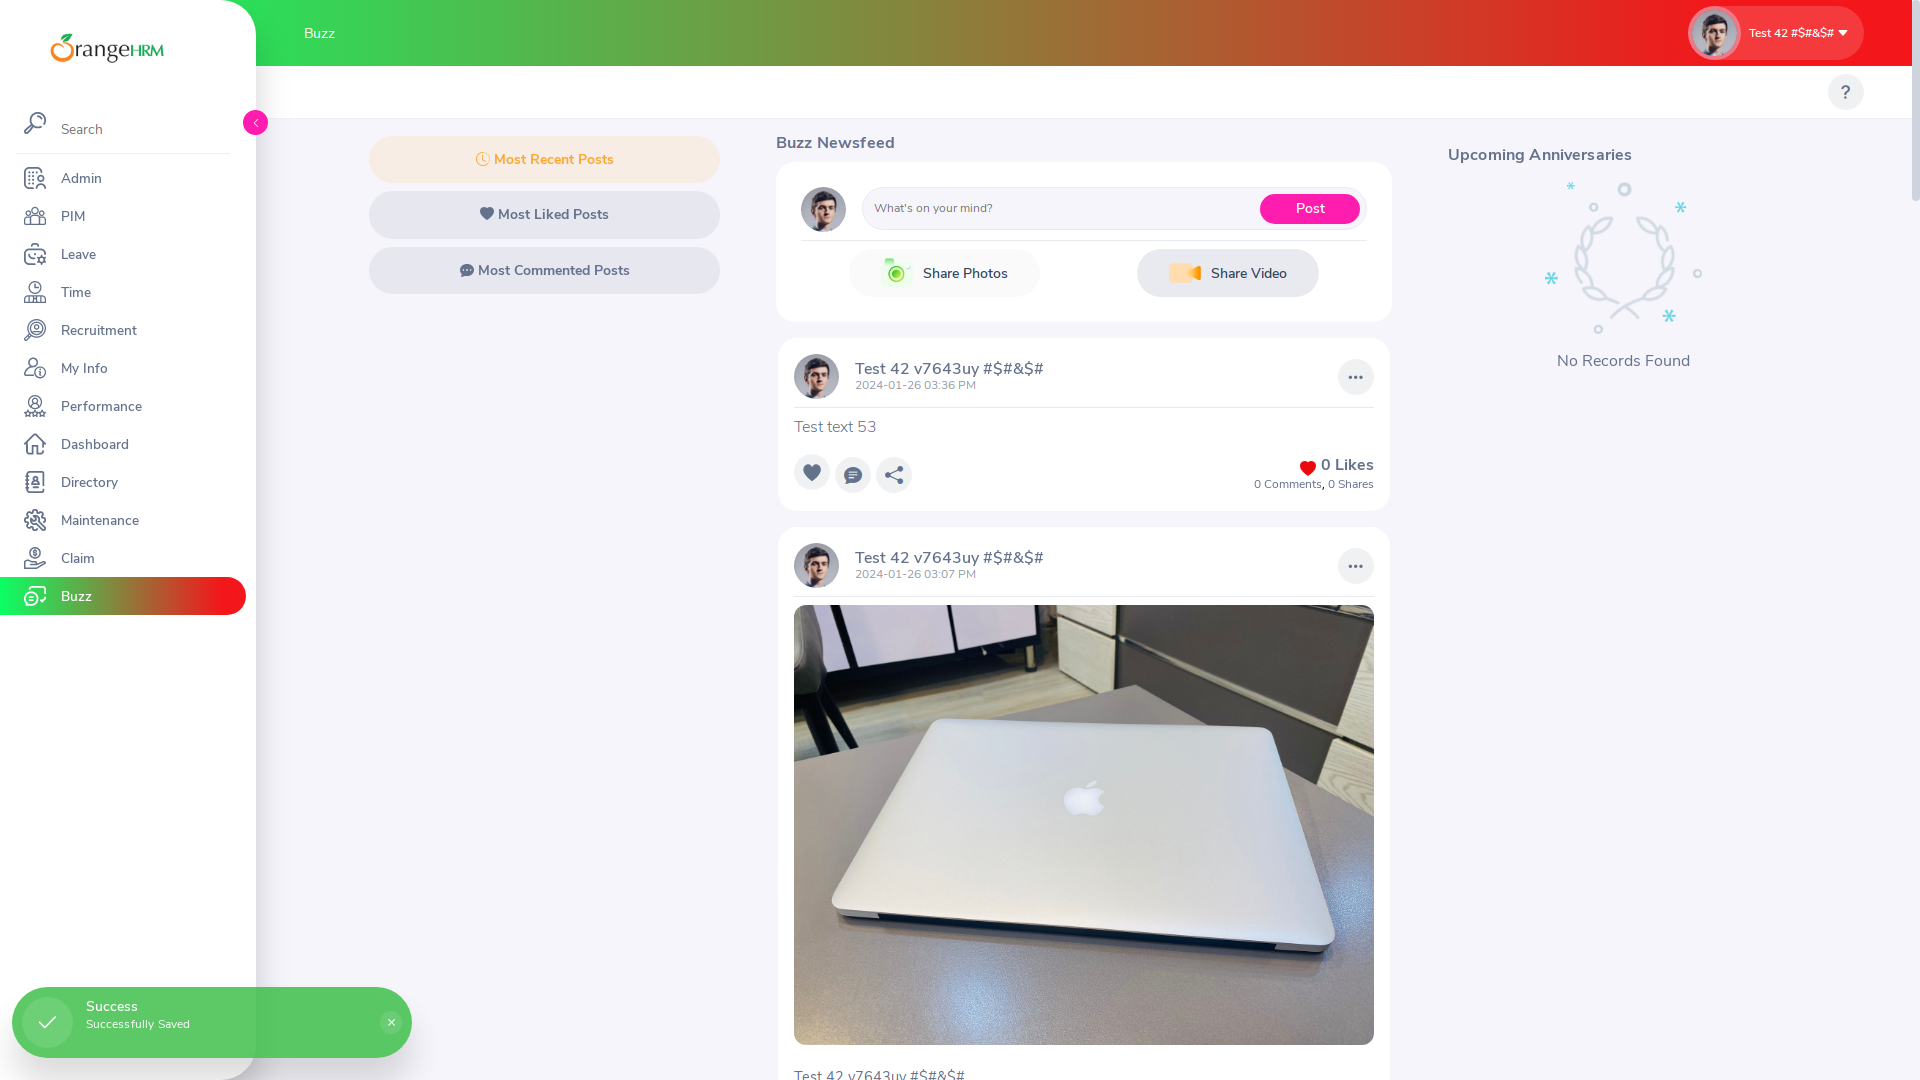 OrangeHRM
Search
Admin
PIM
Leave
Time
Recruitment
My Info
Performance
Dashboard
Directory
Maintenance
Claim
Buzz
Buzz
Test 42 #$#&$#
?
Most Recent Posts
Most Liked Posts
Most Commented Posts
Buzz Newsfeed
What's on your mind?
Post
Share Photos
Share Video
Test 42 v7643uy #$#&$#
2024-01-26 03:36 PM
Test text 53
0 Likes
0 Comments, 0 Shares
Test 42 v7643uy #$#&$#
2024-01-26 03:07 PM
Test 42 v7643uy #$#&$#
Upcoming Anniversaries
No Records Found
Success
Successfully Saved